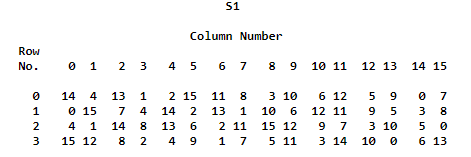 S1
Column Number
Row
No. 0 1 2 3 4 5 6 7 8 9 10 11 12 13 14 15
0 14 4 13 1 2 15 11 8 3 10 6 12 5 9 0 7
1 0 15 7 4 14 2 13 1 10 6 12 11 9 5 3 8
2 4 1 14 8 13 6 2 11 15 12 9 7 3 10 5 0
3 15 12 8 2 4 9 1 7 5 11 3 14 10 0 6 13